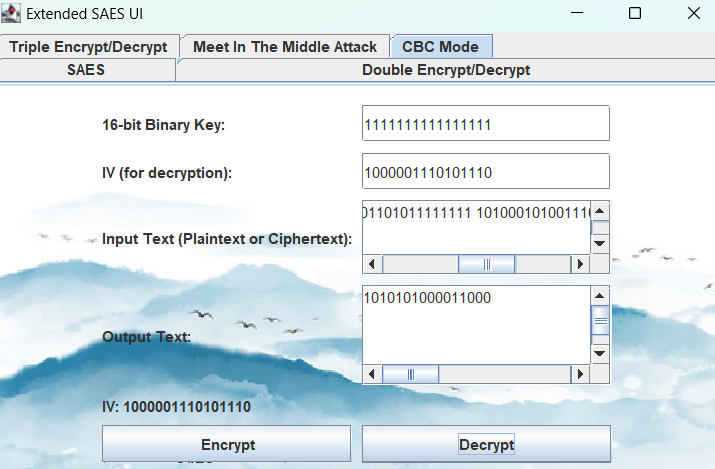 Extended SAES UI
Triple Encrypt/Decrypt Meet In The Middle Attack CBC Mode
SAES Double Encrypt/Decrypt
16-bit Binary Key: 1111111111111111
IV (for decryption): 1000001110101110
01101011111111 101000101001110
Input Text (Plaintext or Ciphertext):
1010101000011000
Output Text:
IV: 1000001110101110
Encrypt Decrypt